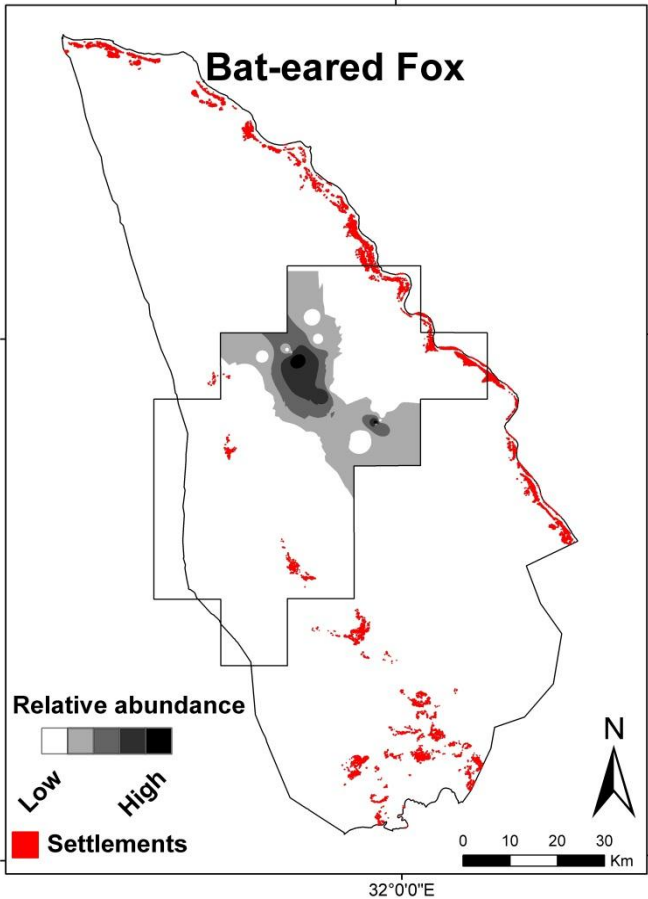 Bat-eared Fox
Relative abundance
Low
High
Settlements
N
0 10 20 30
Km
32°0'0"E